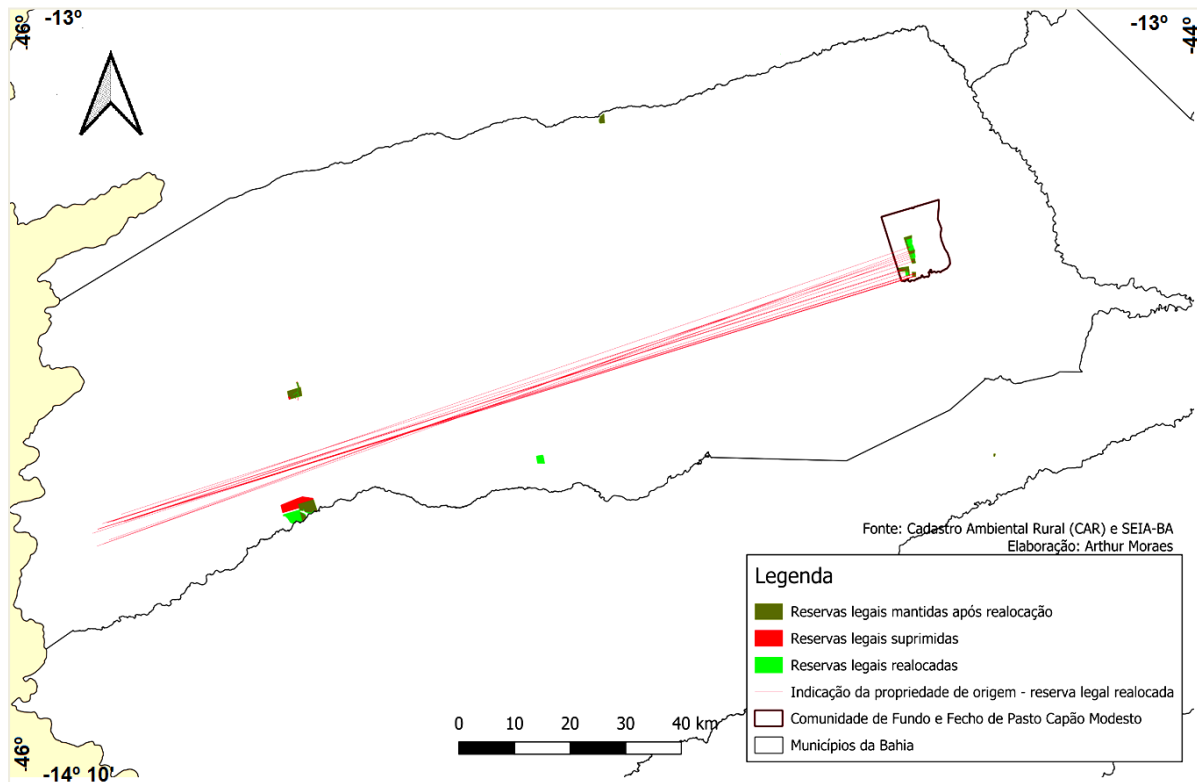 -46º
-13º
-13º
-44º
Fonte: Cadastro Ambiental Rural (CAR) e SEIA-BA
Elaboração: Arthur Moraes
Legenda
Reservas legais mantidas após realocação
Reservas legais suprimidas
Reservas legais realocadas
Indicação da propriedade de origem - reserva legal realocada
Comunidade de Fundo e Fecho de Pasto Capão Modesto
Municípios da Bahia
0 10 20 30 40 km
-46º
-14º 10'